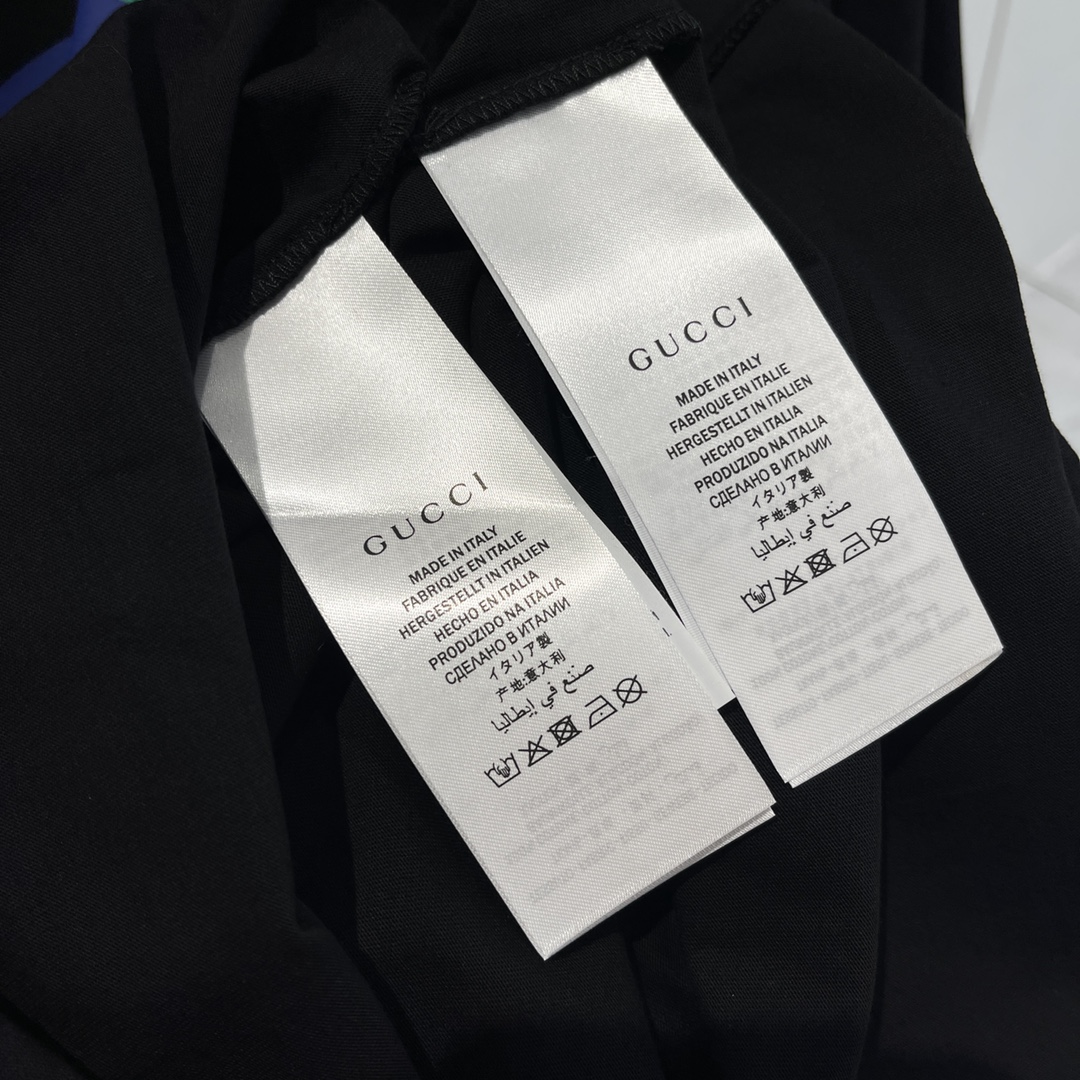 GUCCI
MADE IN ITALY
FABRIQUE EN ITALIE
HERGESTELLT IN ITALIEN
HECHO EN ITALIA
PRODUZIDO NA ITALIA
СДЕЛАНО В ИТАЛИИ
イタリア製
产地:意大利
صنع في إيطاليا
GUCCI
MADE IN ITALY
FABRIQUE EN ITALIE
HERGESTELLT IN ITALIEN
HECHO EN ITALIA
PRODUZIDO NA ITALIA
СДЕЛАНО В ИТАЛИИ
イタリア製
产地:意大利
صنع في إيطاليا